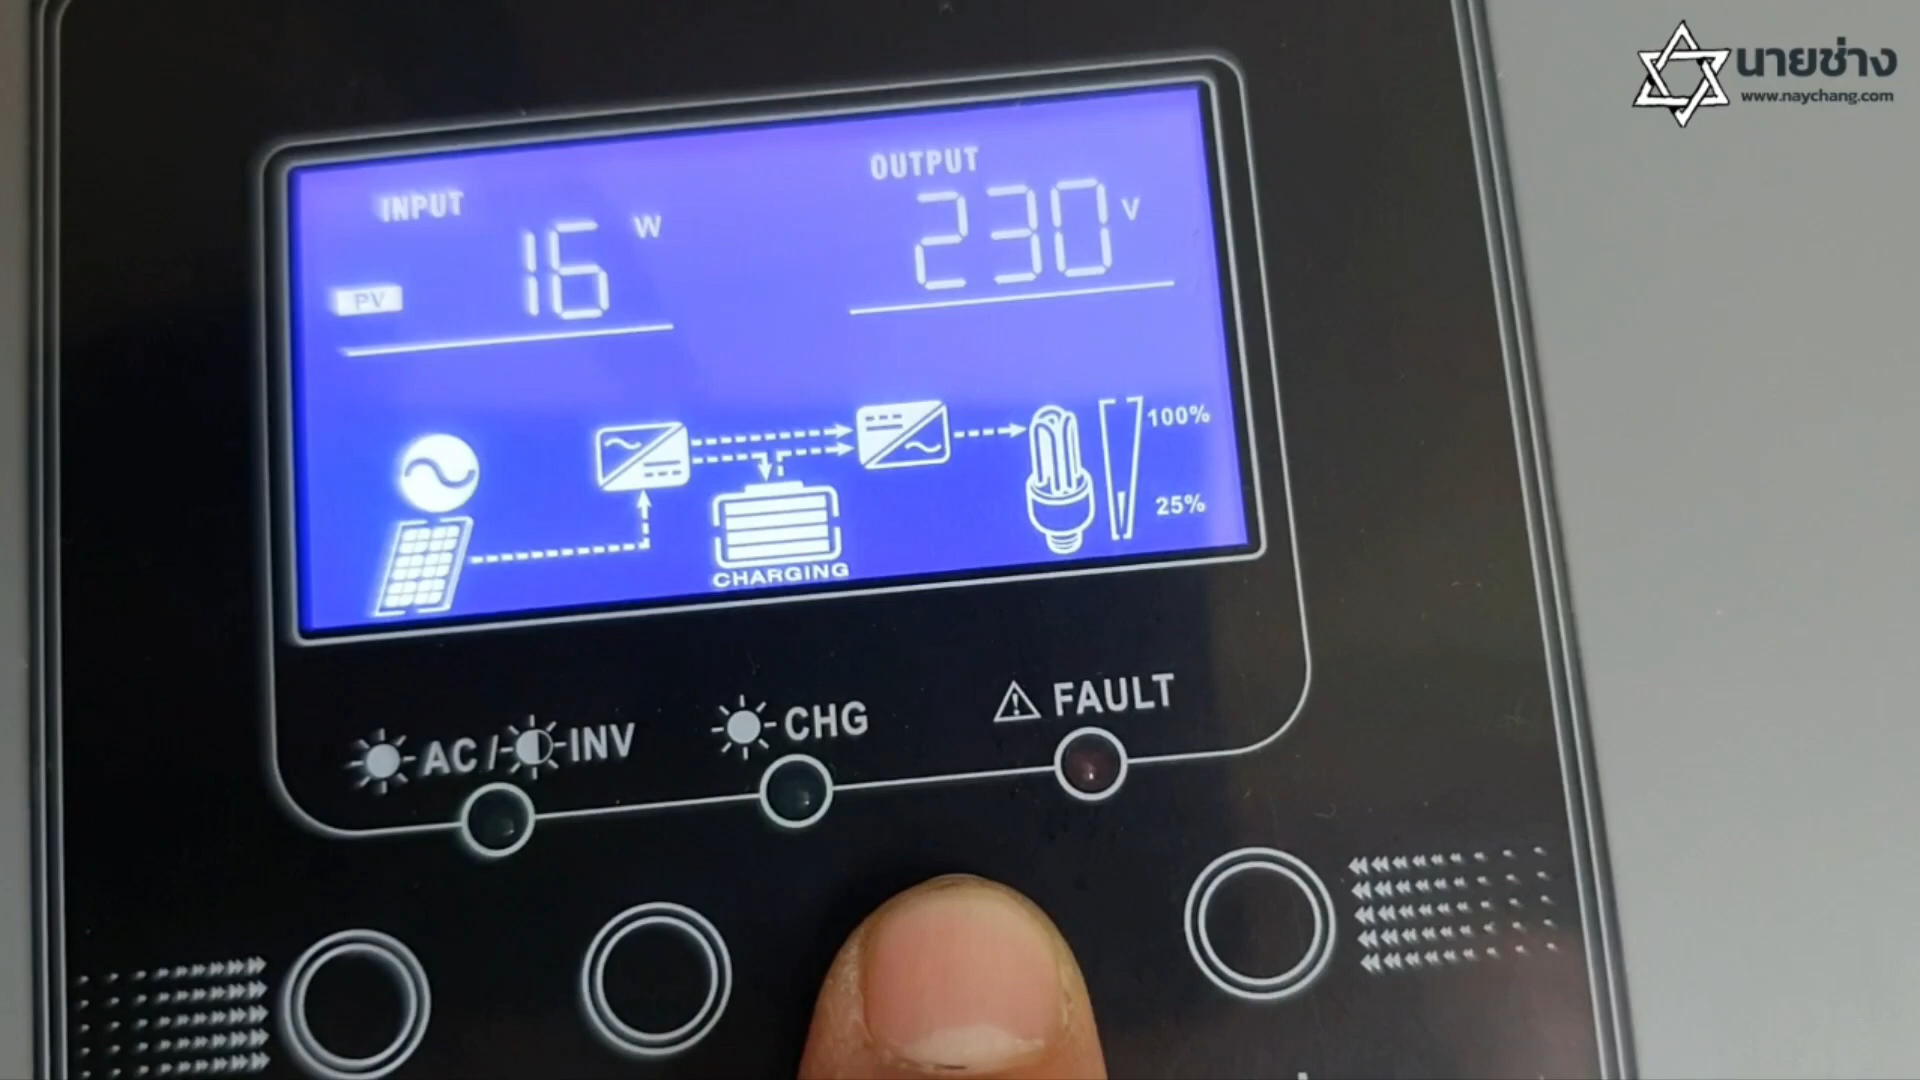 นายช่าง
www.naychang.com
INPUT
OUTPUT
16 W
230 V
PV
100%
25%
CHARGING
AC / INV
CHG
FAULT